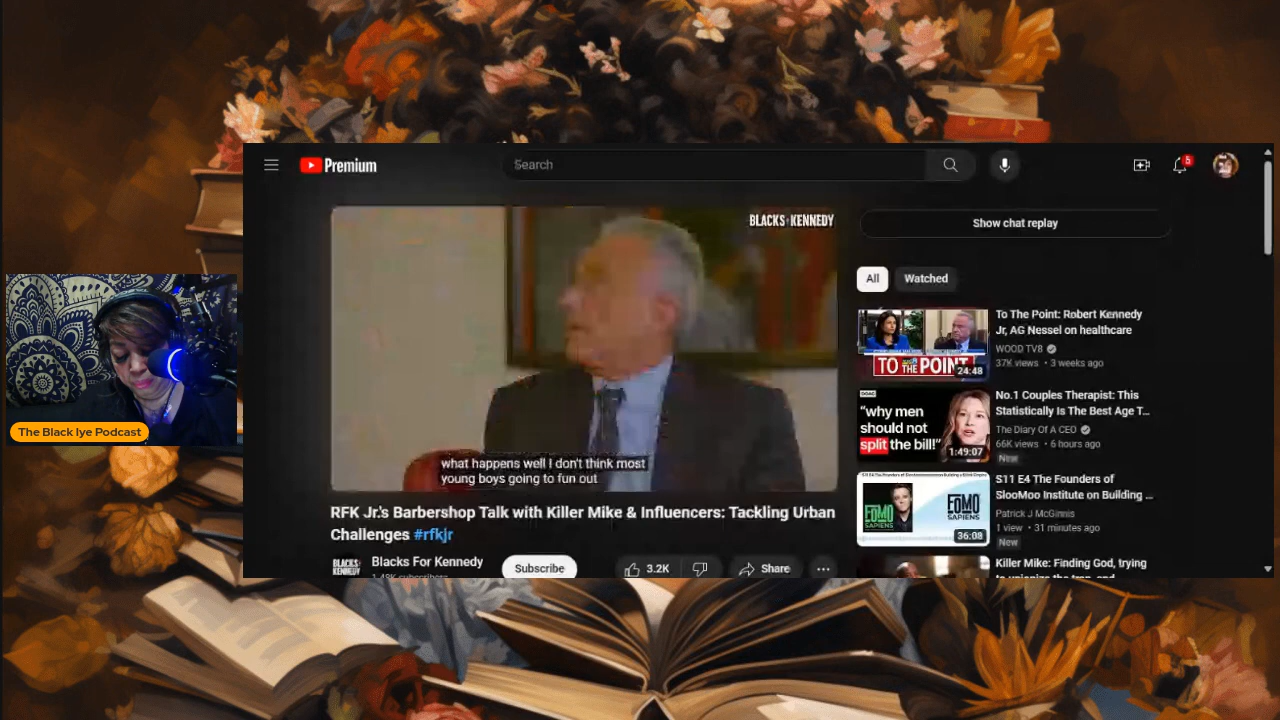 Premium
Search
5
BLACKS+KENNEDY
what happens well I don't think most
young boys going to fun out
RFK Jr.'s Barbershop Talk with Killer Mike & Influencers: Tackling Urban
Challenges #rfkjr
BLACKS+
KENNEDY
Blacks For Kennedy
Subscribe
3.2K
Share
Show chat replay
All
Watched
TO THE POINT
24:48
To The Point: Robert Kennedy
Jr, AG Nessel on healthcare
WOOD TV8
37K views • 3 weeks ago
DOAC
"why men
should not
split the bill!"
1:49:07
No.1 Couples Therapist: This
Statistically Is The Best Age T...
The Diary Of A CEO
66K views • 6 hours ago
New
FOMO
SAPIENS
FOMO
SAPIENS
36:08
S11 E4 The Founders of
SlooMoo Institute on Building ...
Patrick J McGinnis
1 view • 31 minutes ago
New
Killer Mike: Finding God, trying
The Black Iye Podcast